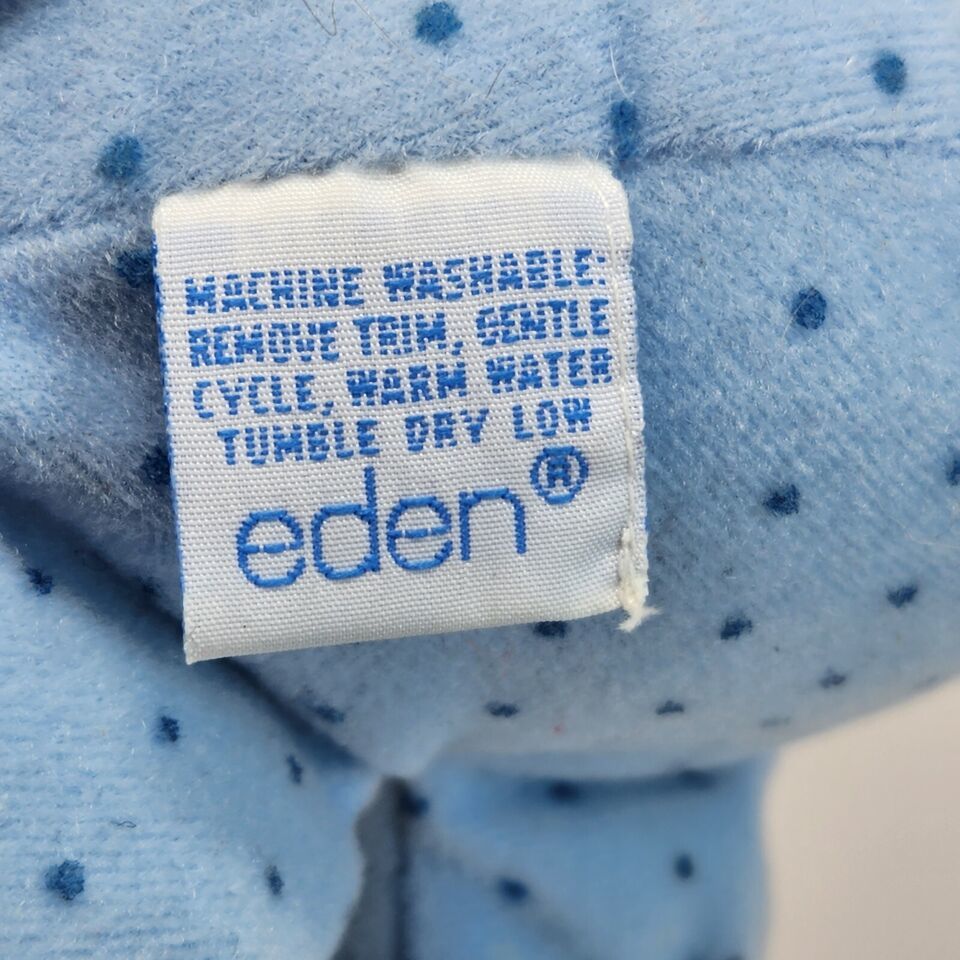 MACHINE WASHABLE-
REMOVE TRIM, GENTLE
CYCLE, WARM WATER
TUMBLE DRY LOW
eden®